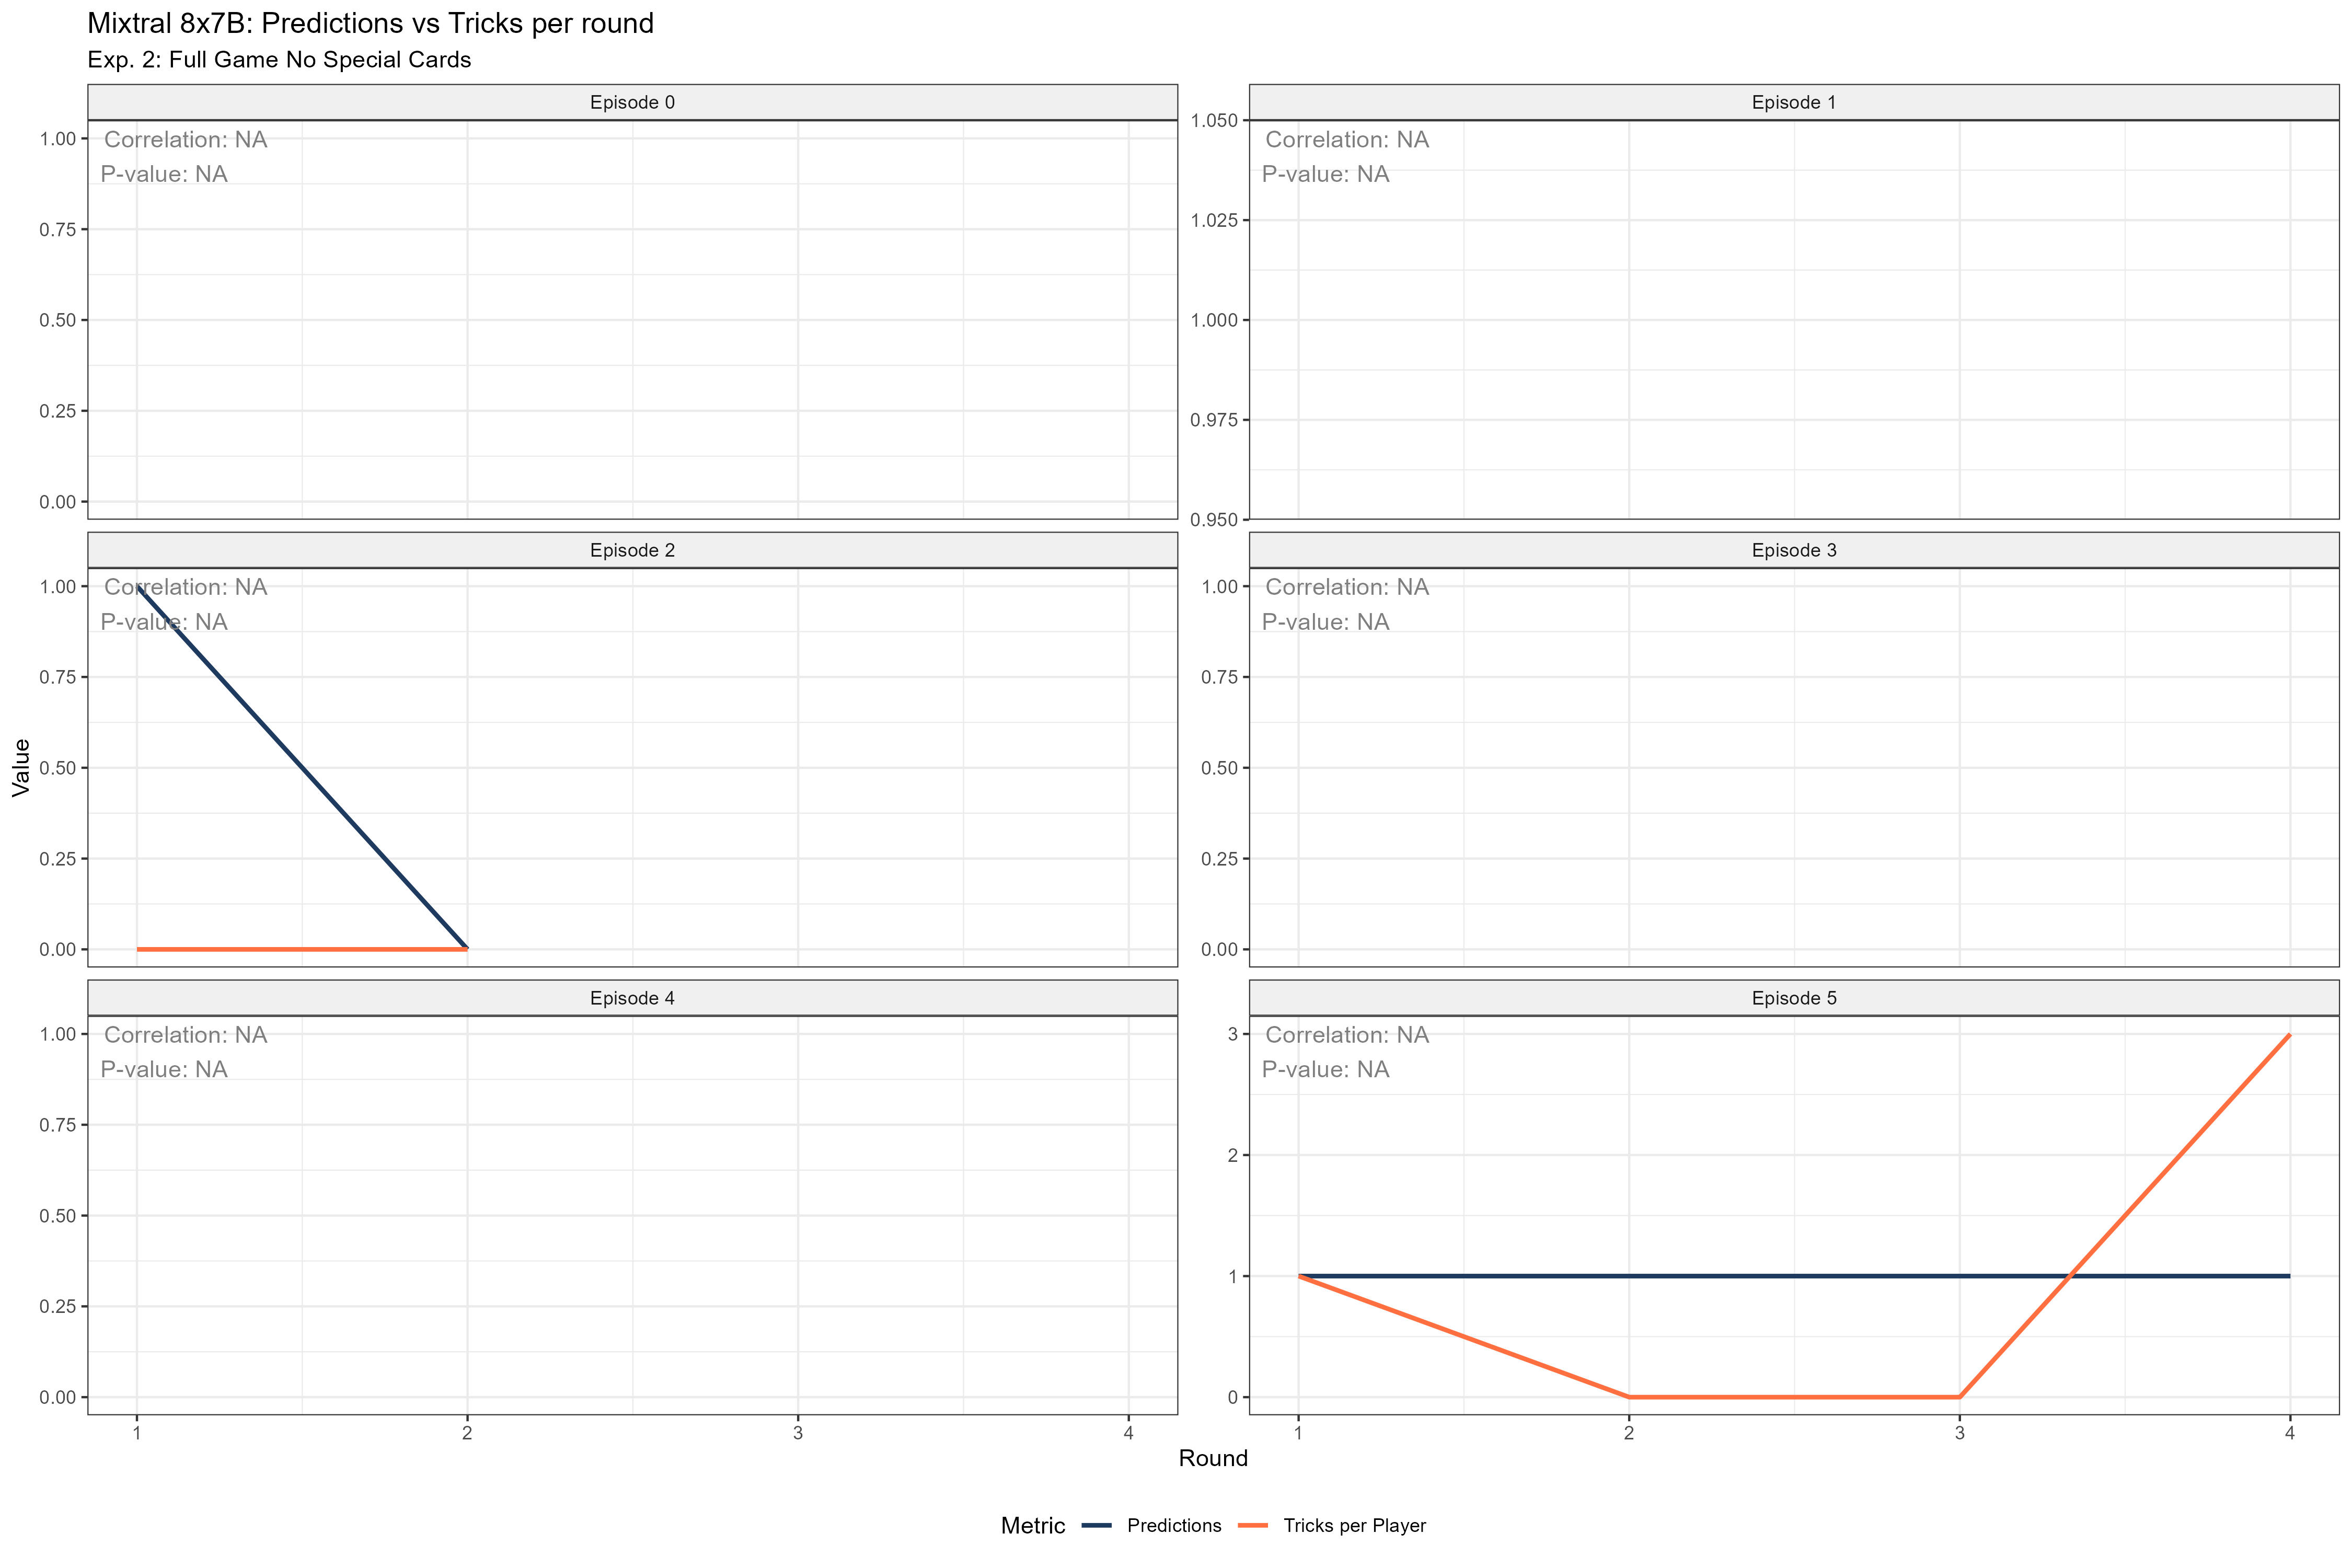 Mixtral 8x7B: Predictions vs Tricks per round
Exp. 2: Full Game No Special Cards
Episode 0
Correlation: NA
P-value: NA
1.00
0.75
0.50
0.25
0.00
Episode 1
Correlation: NA
P-value: NA
1.050
1.025
1.000
0.975
0.950
Episode 2
Correlation: NA
P-value: NA
1.00
0.75
0.50
0.25
0.00
Episode 3
Correlation: NA
P-value: NA
1.00
0.75
0.50
0.25
0.00
Value
Episode 4
Correlation: NA
P-value: NA
1.00
0.75
0.50
0.25
0.00
1 2 3 4
Episode 5
Correlation: NA
P-value: NA
3
2
1
0
1 2 3 4
Round
Metric Predictions Tricks per Player